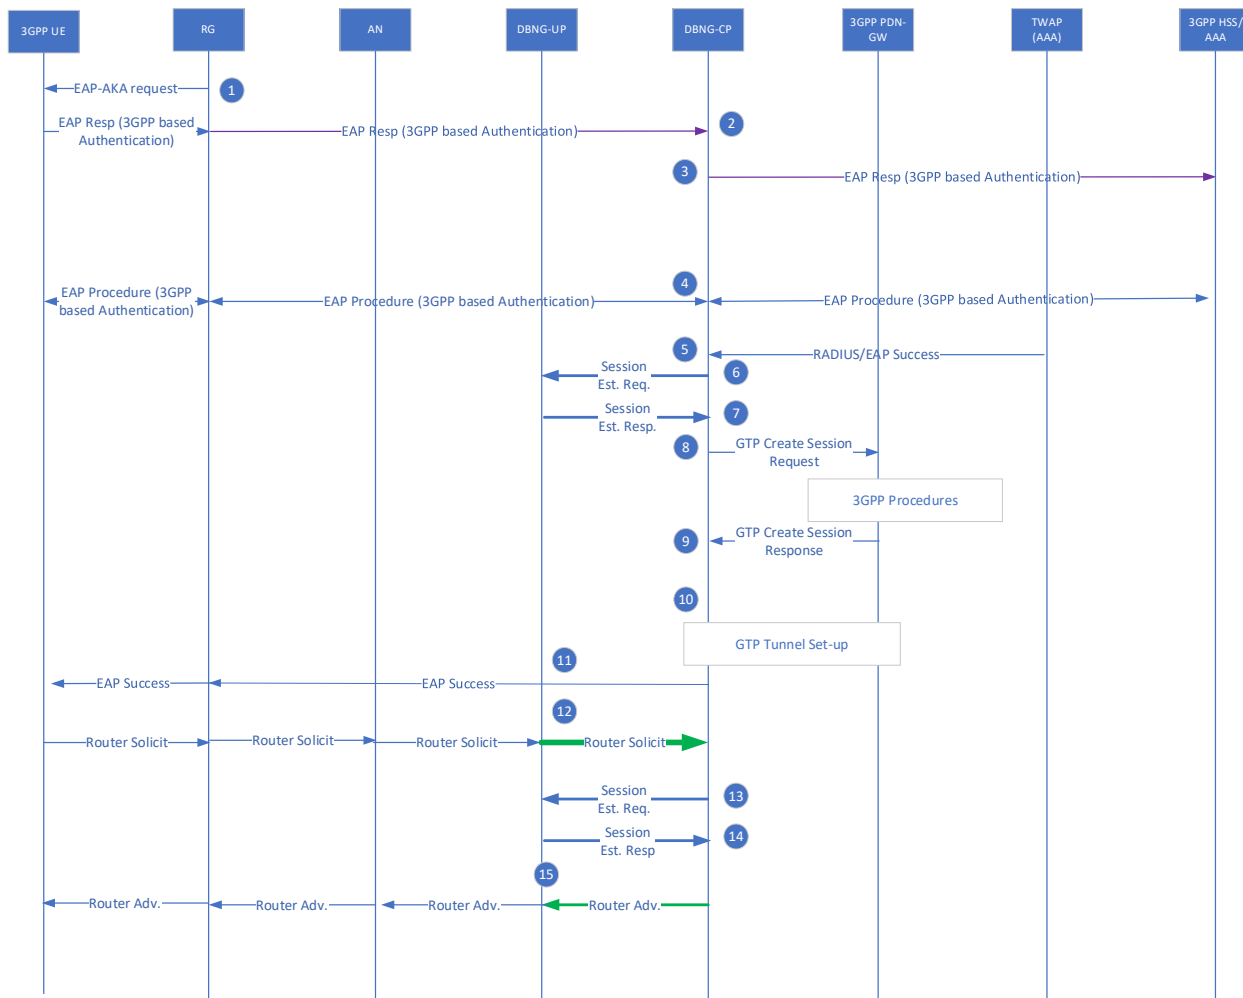 3GPP UE
RG
AN
DBNG-UP
DBNG-CP
3GPP PDN-
GW
TWAP
(AAA)
3GPP HSS/
AAA
EAP-AKA request
1
EAP Resp (3GPP based
Authentication)
EAP Resp (3GPP based Authentication)
2
3
EAP Resp (3GPP based Authentication)
4
EAP Procedure (3GPP
based Authentication)
EAP Procedure (3GPP based Authentication)
EAP Procedure (3GPP based Authentication)
5
RADIUS/EAP Success
Session
Est. Req.
6
Session
Est. Resp.
7
8
GTP Create Session
Request
3GPP Procedures
9
GTP Create Session
Response
10
GTP Tunnel Set-up
11
EAP Success
EAP Success
12
Router Solicit
Router Solicit
Router Solicit
Router Solicit
Session
Est. Req.
13
Session
Est. Resp
14
15
Router Adv.
Router Adv.
Router Adv.
Router Adv.